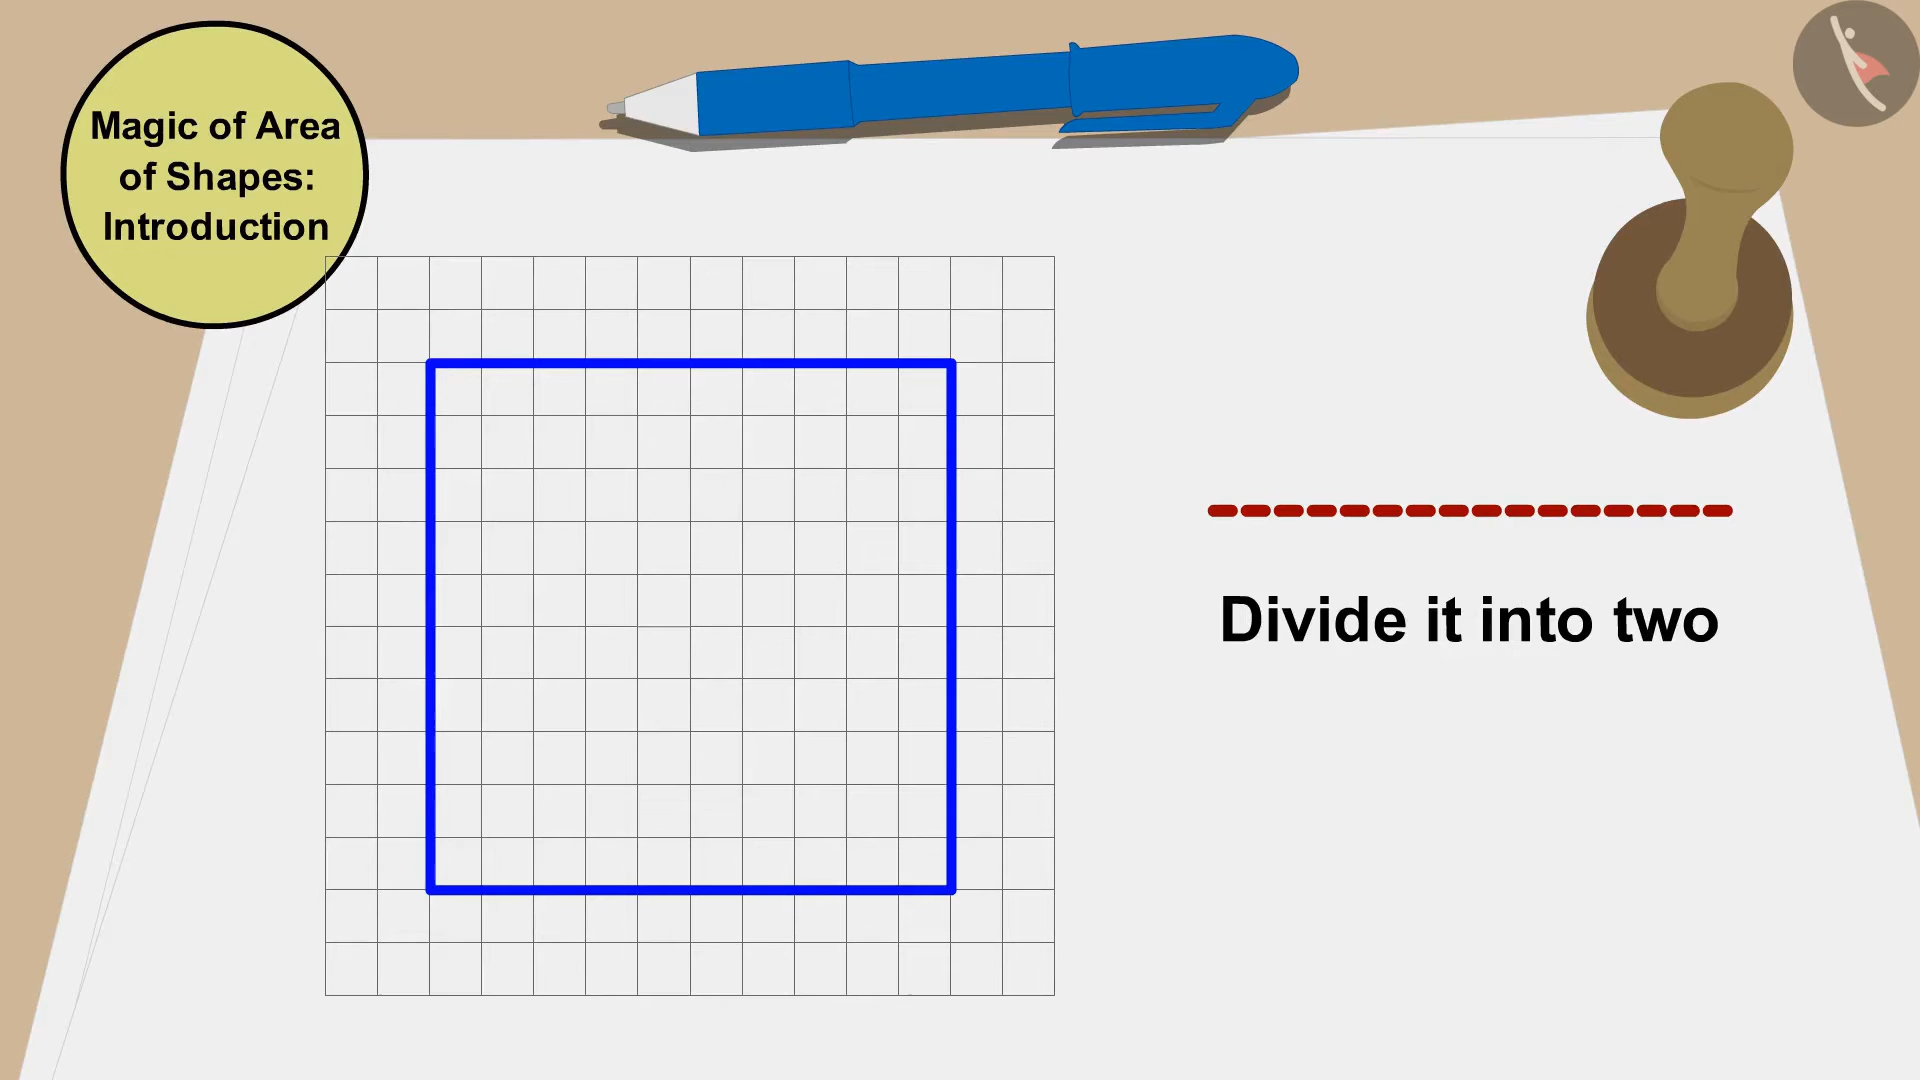 Magic of Area
of Shapes:
Introduction
Divide it into two